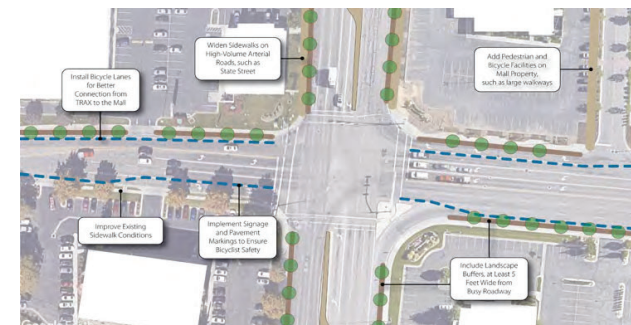 Widen Sidewalks on
High-Volume Arterial
Roads, such as
State Street
Install Bicycle Lanes
for Better
Connection from
TRAX to the Mall
Add Pedestrian and
Bicycle Facilities on
Mall Property,
such as large walkways
Improve Existing
Sidewalk Conditions
Implement Signage
and Pavement
Markings to Ensure
Bicyclist Safety
Include Landscape
Buffers, at Least 5
Feet Wide from
Busy Roadway